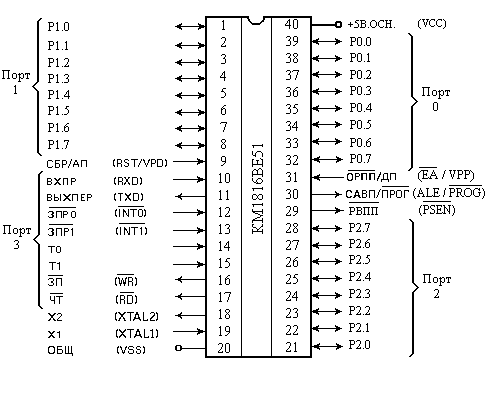 P1.0 1 40 +5В.ОСН. (VCC)
P1.1 2 39 P0.0
P1.2 3 38 P0.1
P1.3 4 37 P0.2
P1.4 5 36 P0.3
P1.5 6 35 P0.4
P1.6 7 34 P0.5
P1.7 8 33 P0.6
Порт 1
32 P0.7
Порт 0
СБР/АП (RST/VPD) 9 31 ОРПП/ДП (EA / VPP)
ВХПР (RXD) 10 30 САВП/ПРОГ (ALE / PROG)
ВЫХПЕР (TXD) 11 29 РВПП (PSEN)
ЗПР0 (INT0) 12 28 P2.7
ЗПР1 (INT1) 13 27 P2.6
Т0 14 26 P2.5
Т1 15 25 P2.4
ЗП (WR) 16 24 P2.3
ЧТ (RD) 17 23 P2.2
Порт 3
X2 (XTAL2) 18 22 P2.1
X1 (XTAL1) 19 21 P2.0
Порт 2
ОБЩ (VSS) 20
КМ1816ВЕ51